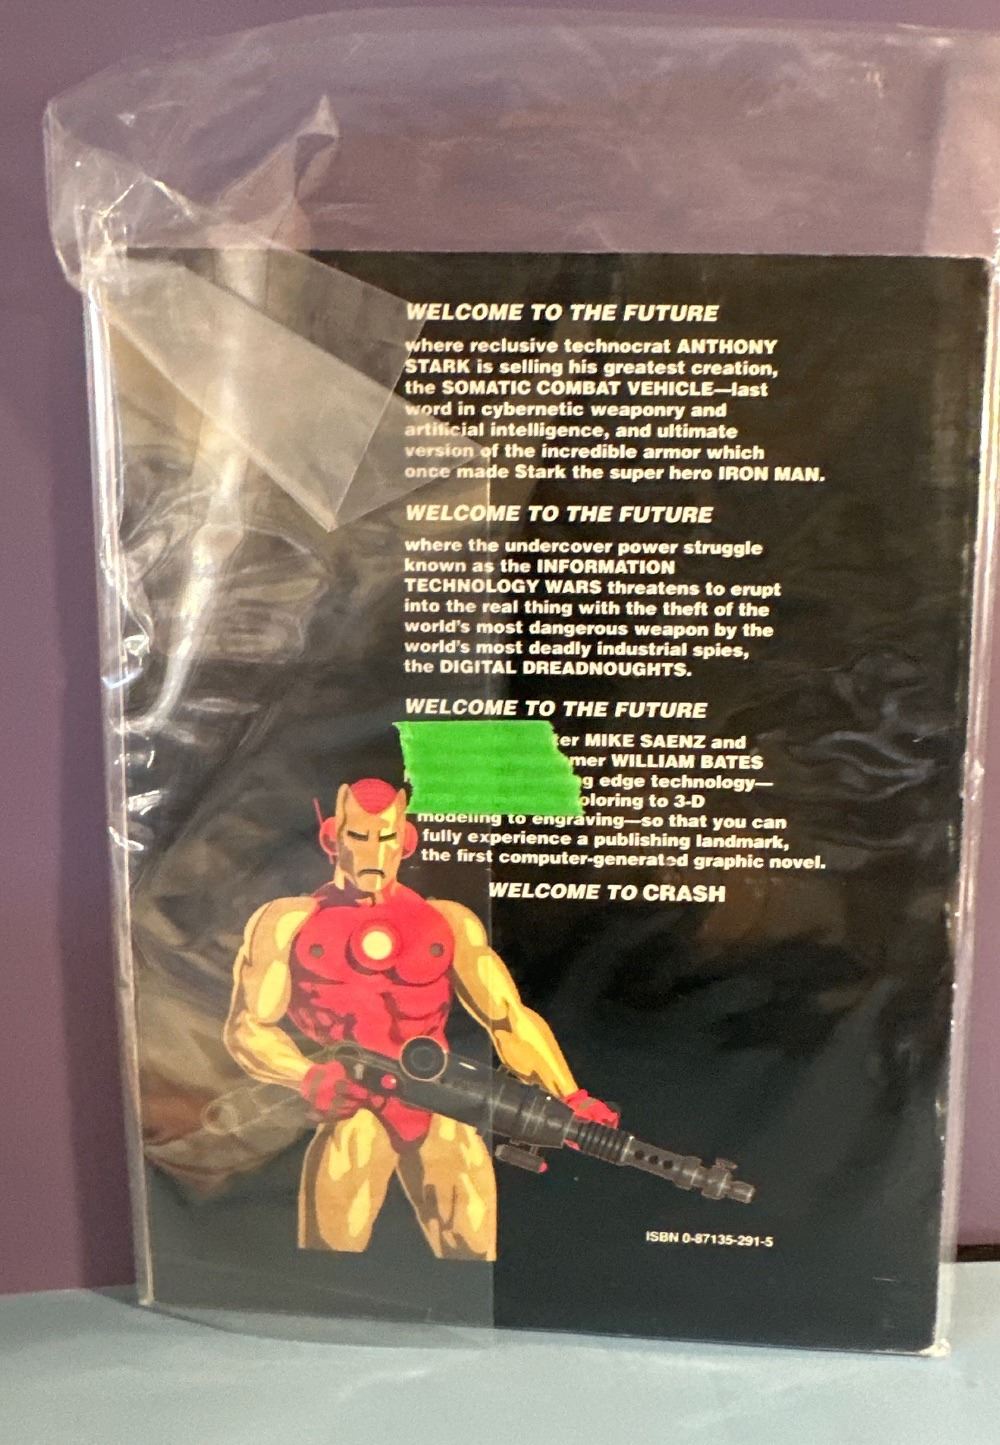 WELCOME TO THE FUTURE
where reclusive technocrat ANTHONY
STARK is selling his greatest creation,
the SOMATIC COMBAT VEHICLE—last
word in cybernetic weaponry and
artificial intelligence, and ultimate
version of the incredible armor which
once made Stark the super hero IRON MAN.
WELCOME TO THE FUTURE
where the undercover power struggle
known as the INFORMATION
TECHNOLOGY WARS threatens to erupt
into the real thing with the theft of the
world's most dangerous weapon by the
world's most deadly industrial spies,
the DIGITAL DREADNOUGHTS.
WELCOME TO THE FUTURE
MIKE SAENZ and
WILLIAM BATES
edge technology—
to 3-D
modeling to engraving—so that you can
fully experience a publishing landmark,
the first computer-generated graphic novel.
WELCOME TO CRASH
ISBN 0-87135-291-5